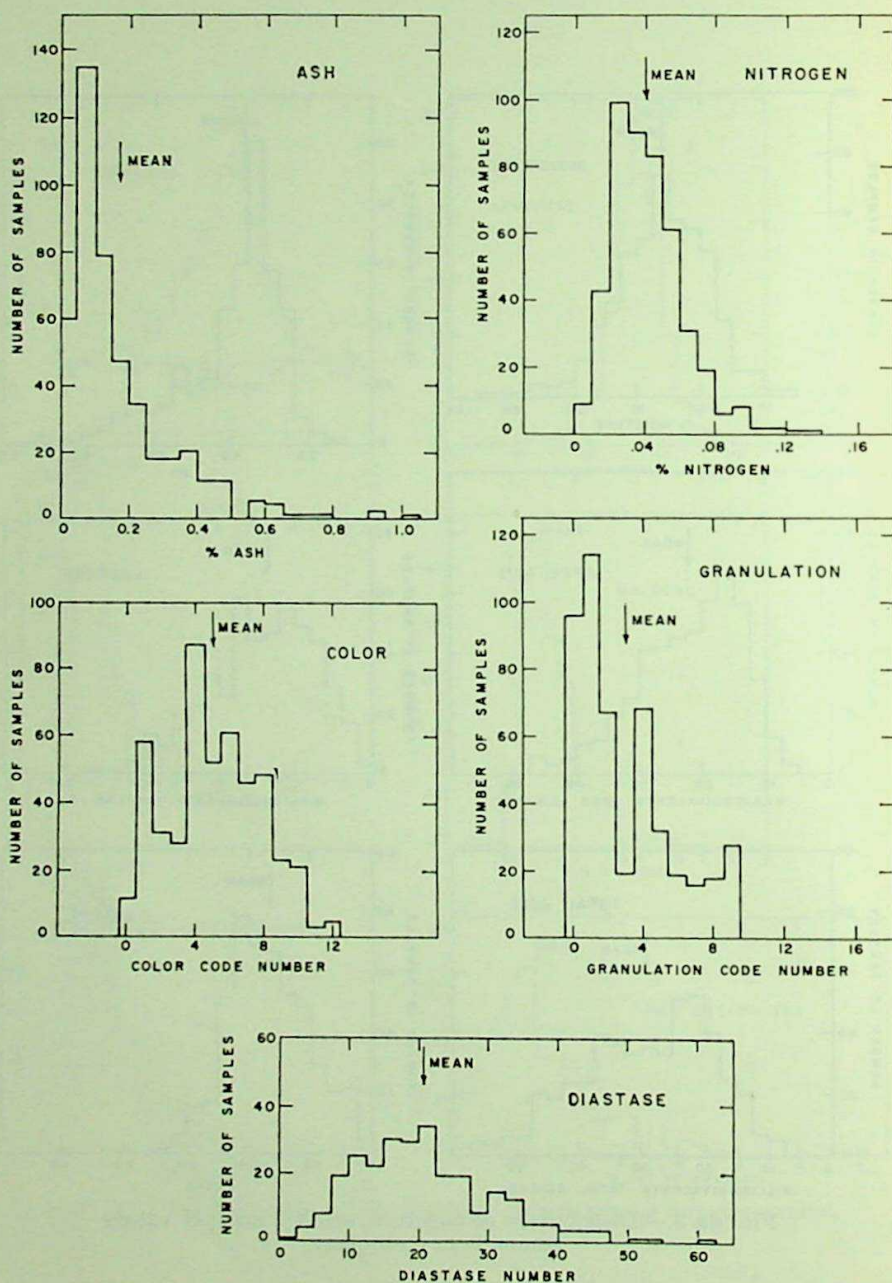 ASH
MEAN
NUMBER OF SAMPLES
140
120
100
80
60
40
20
0
0 0.2 0.4 0.6 0.8 1.0
% ASH
NITROGEN
MEAN
NUMBER OF SAMPLES
120
100
80
60
40
20
0
0 .04 .08 .12 .16
% NITROGEN
COLOR
MEAN
NUMBER OF SAMPLES
100
80
60
40
20
0
0 4 8 12
COLOR CODE NUMBER
GRANULATION
MEAN
NUMBER OF SAMPLES
120
100
80
60
40
20
0
0 4 8 12 16
GRANULATION CODE NUMBER
DIASTASE
MEAN
NUMBER OF SAMPLES
60
40
20
0
0 10 20 30 40 50 60
DIASTASE NUMBER